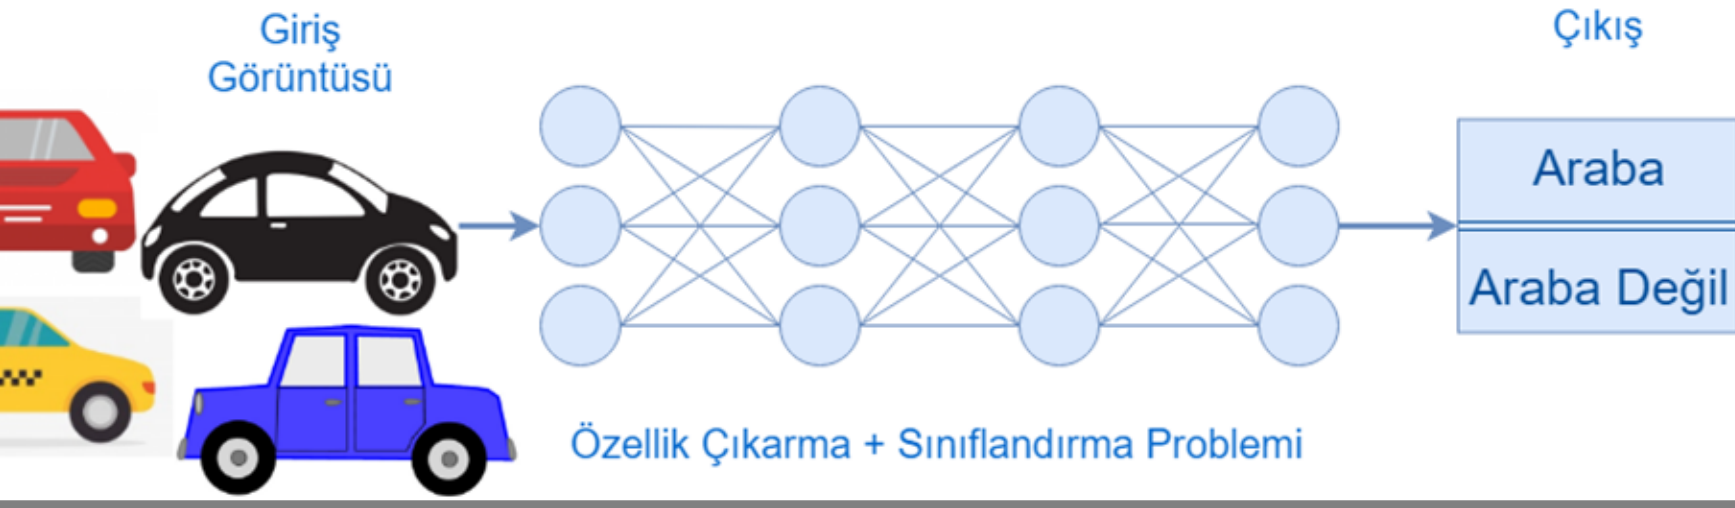 Giriş
Görüntüsü
Çıkış
Araba
Araba Değil
Özellik Çıkarma + Sınıflandırma Problemi